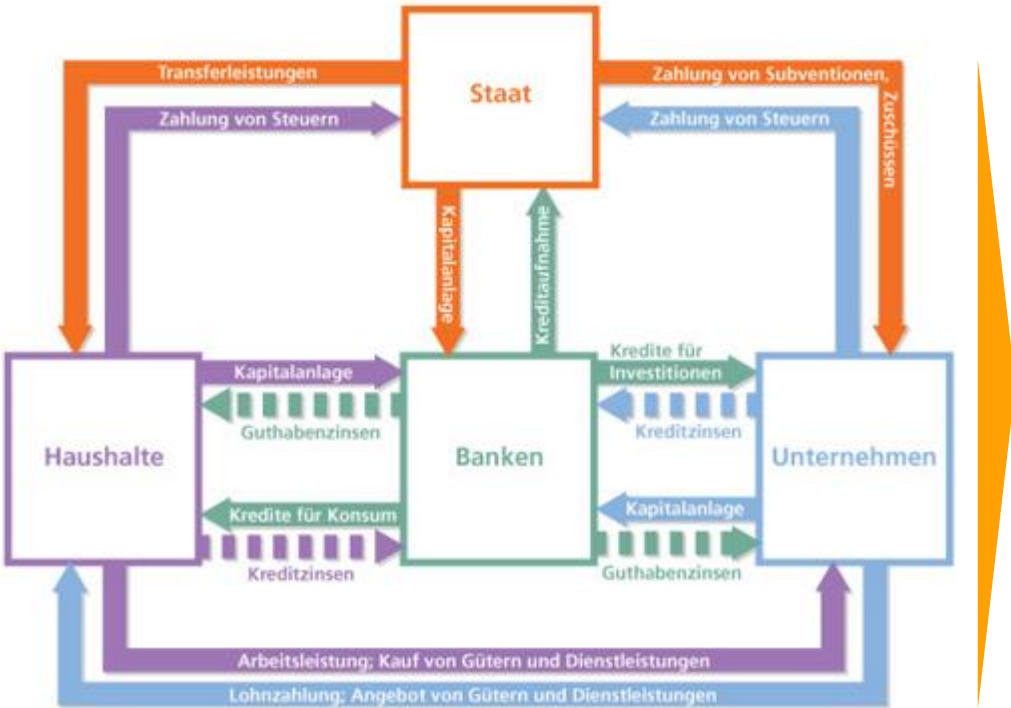 Transferleistungen
Zahlung von Subventionen,
Zuschüssen
Staat
Zahlung von Steuern
Zahlung von Steuern
Kapitalanlage
Kreditaufnahme
Kapitalanlage
Kredite für
Investitionen
Guthabenzinsen
Kreditzinsen
Haushalte
Banken
Unternehmen
Kredite für Konsum
Kapitalanlage
Kreditzinsen
Guthabenzinsen
Arbeitsleistung; Kauf von Gütern und Dienstleistungen
Lohnzahlung; Angebot von Gütern und Dienstleistungen